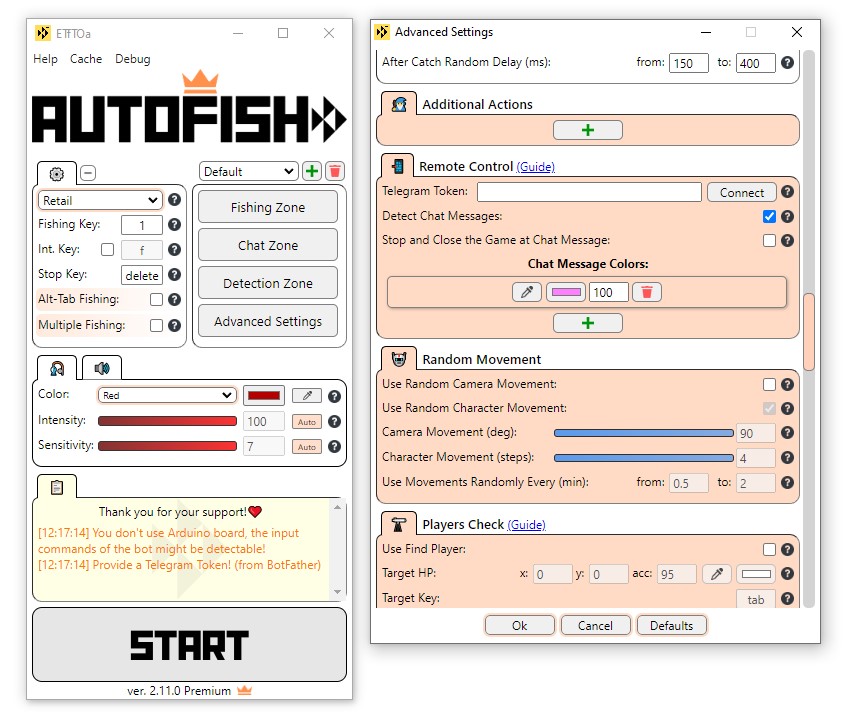 ETfTOa
Help Cache Debug
AUTOFISH
Default
Retail
Fishing Key: 1
Int. Key: f
Stop Key: delete
Alt-Tab Fishing:
Multiple Fishing:
Fishing Zone
Chat Zone
Detection Zone
Advanced Settings
Color: Red
Intensity: 100 Auto
Sensitivity: 7 Auto
Thank you for your support!
[12:17:14] You don't use Arduino board, the input
commands of the bot might be detectable!
[12:17:14] Provide a Telegram Token! (from BotFather)
START
ver. 2.11.0 Premium
Advanced Settings
After Catch Random Delay (ms): from: 150 to: 400
Additional Actions
Remote Control (Guide)
Telegram Token: Connect
Detect Chat Messages:
Stop and Close the Game at Chat Message:
Chat Message Colors:
100
Random Movement
Use Random Camera Movement:
Use Random Character Movement:
Camera Movement (deg): 90
Character Movement (steps): 4
Use Movements Randomly Every (min): from: 0.5 to: 2
Players Check (Guide)
Use Find Player:
Target HP: x: 0 y: 0 acc: 95
Target Key: tab
Ok Cancel Defaults